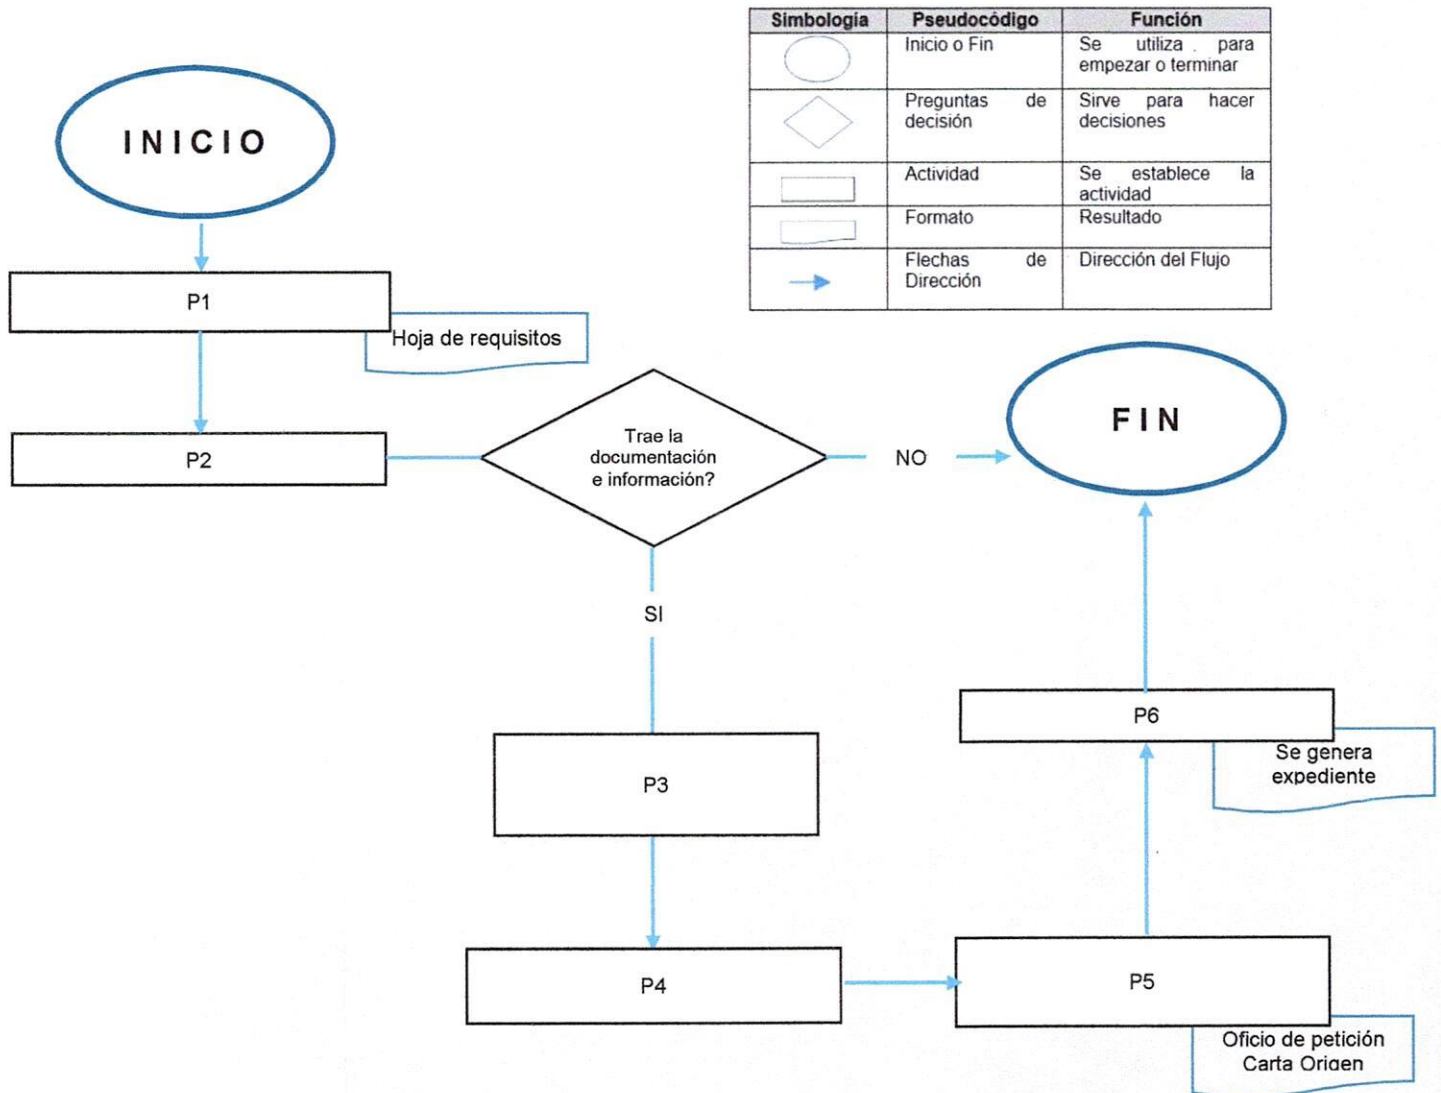 Simbología Pseudocódigo Función
Inicio o Fin
Se utiliza para
empezar o terminar
Preguntas de
decisión
Sirve para hacer
decisiones
Actividad
Se establece la
actividad
Formato
Resultado
Flechas de
Dirección
Dirección del Flujo
INICIO
P1
Hoja de requisitos
P2
Trae la
documentación
e información?
NO
FIN
SI
P3
P4
P5
Oficio de petición
Carta Origen
P6
Se genera
expediente